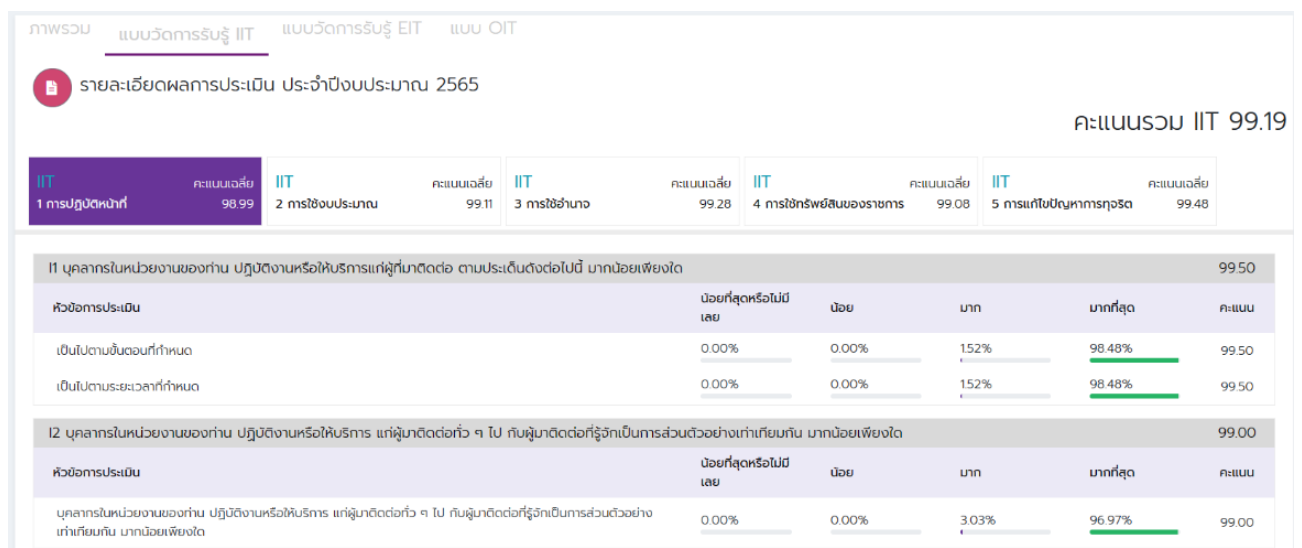 ภาพรวม แบบวัดการรับรู้ IIT แบบวัดการรับรู้ EIT แบบ OIT
รายละเอียดผลการประเมิน ประจำปีงบประมาณ 2565
คะแนนรวม IIT 99.19
IIT คะแนนเฉลี่ย IIT คะแนนเฉลี่ย IIT คะแนนเฉลี่ย IIT คะแนนเฉลี่ย IIT คะแนนเฉลี่ย
1 การปฏิบัติหน้าที่ 98.99 2 การใช้งบประมาณ 99.11 3 การใช้อำนาจ 99.28 4 การใช้ทรัพย์สินของราชการ 99.08 5 การแก้ไขปัญหาการทุจริต 99.48
I1 บุคลากรในหน่วยงานของท่าน ปฏิบัติงานหรือให้บริการแก่ผู้ที่มาติดต่อ ตามประเด็นดังต่อไปนี้ มากน้อยเพียงใด 99.50
หัวข้อการประเมิน น้อยที่สุดหรือไม่มี น้อย มาก มากที่สุด คะแนน
เลย
เป็นไปตามขั้นตอนที่กำหนด 0.00% 0.00% 1.52% 98.48% 99.50
เป็นไปตามระยะเวลาที่กำหนด 0.00% 0.00% 1.52% 98.48% 99.50
I2 บุคลากรในหน่วยงานของท่าน ปฏิบัติงานหรือให้บริการ แก่ผู้มาติดต่อทั่ว ๆ ไป กับผู้มาติดต่อที่รู้จักเป็นการส่วนตัวอย่างเท่าเทียมกัน มากน้อยเพียงใด 99.00
หัวข้อการประเมิน น้อยที่สุดหรือไม่มี น้อย มาก มากที่สุด คะแนน
เลย
บุคลากรในหน่วยงานของท่าน ปฏิบัติงานหรือให้บริการ แก่ผู้มาติดต่อทั่ว ๆ ไป กับผู้มาติดต่อที่รู้จักเป็นการส่วนตัวอย่าง 0.00% 0.00% 3.03% 96.97% 99.00
เท่าเทียมกัน มากน้อยเพียงใด